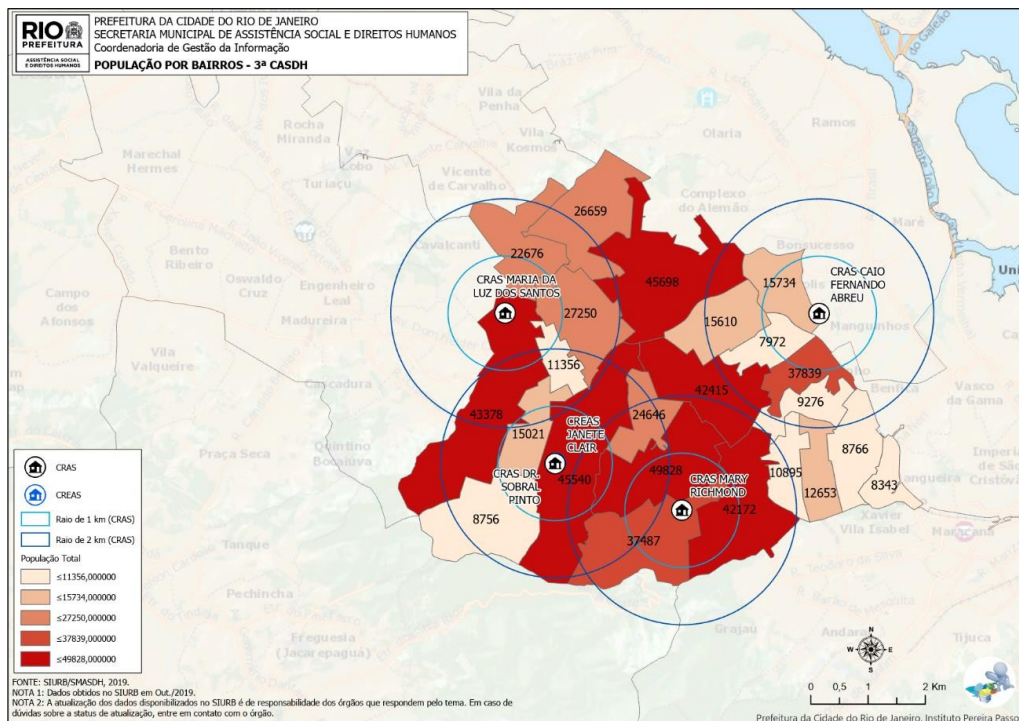 RIO
PREFEITURA
ASSISTÊNCIA SOCIAL
E DIREITOS HUMANOS
PREFEITURA DA CIDADE DO RIO DE JANEIRO
SECRETARIA MUNICIPAL DE ASSISTÊNCIA SOCIAL E DIREITOS HUMANOS
Coordenadoria de Gestão da Informação
POPULAÇÃO POR BAIRROS - 3ª CASDH
Vila da
Penha
Olaria
Ramos
Rocha
Miranda
Vila
Kosmos
Marechal
Hermes
Vaz
Lobo
Vicente
de Carvalho
Turiaçu
Complexo
do Alemão
Maré
26659
Cavalcanti
Bonsucesso
22676
Bento
Ribeiro
Oswaldo
Cruz
Engenheiro
Leal
CRAS MARIA DA
LUZ DOS SANTOS
45698
15734
CRAS CAIO
FERNANDO
ABREU
Campo
dos
Afonsos
Madureira
27250
15610
Manguinhos
7972
Vila
Valqueire
11356
37839
Cascadura
42415
9276
Benfica
Vasco
da Gama
43378
15021
24646
CREAS
JANETE
CLAIR
Praça Seca
Quintino
Bocaiúva
8766
49828
10895
CRAS DR.
SOBRAL
PINTO
45540
CRAS MARY
RICHMOND
8343
12653
42172
8756
37487
Xavier
Vila Isabel
Maracanã
Tanque
Pechincha
Freguesia
(Jacarepagua)
Grajaú
Andaraí
Tijuca
CRAS
CREAS
Raio de 1 km (CRAS)
Raio de 2 km (CRAS)
População Total
≤11356,000000
≤15734,000000
≤27250,000000
≤37839,000000
≤49828,000000
N
W E
S
0 0,5 1 2 Km
FONTE: SIURB/SMASDH, 2019.
NOTA 1: Dados obtidos no SIURB em Out./2019.
NOTA 2: A atualização dos dados disponibilizados no SIURB é de responsabilidade dos órgãos que respondem pelo tema. Em caso de
dúvidas sobre a status de atualização, entre em contato com o órgão.
Prefeitura da Cidade do Rio de Janeiro, Instituto Pereira Passo